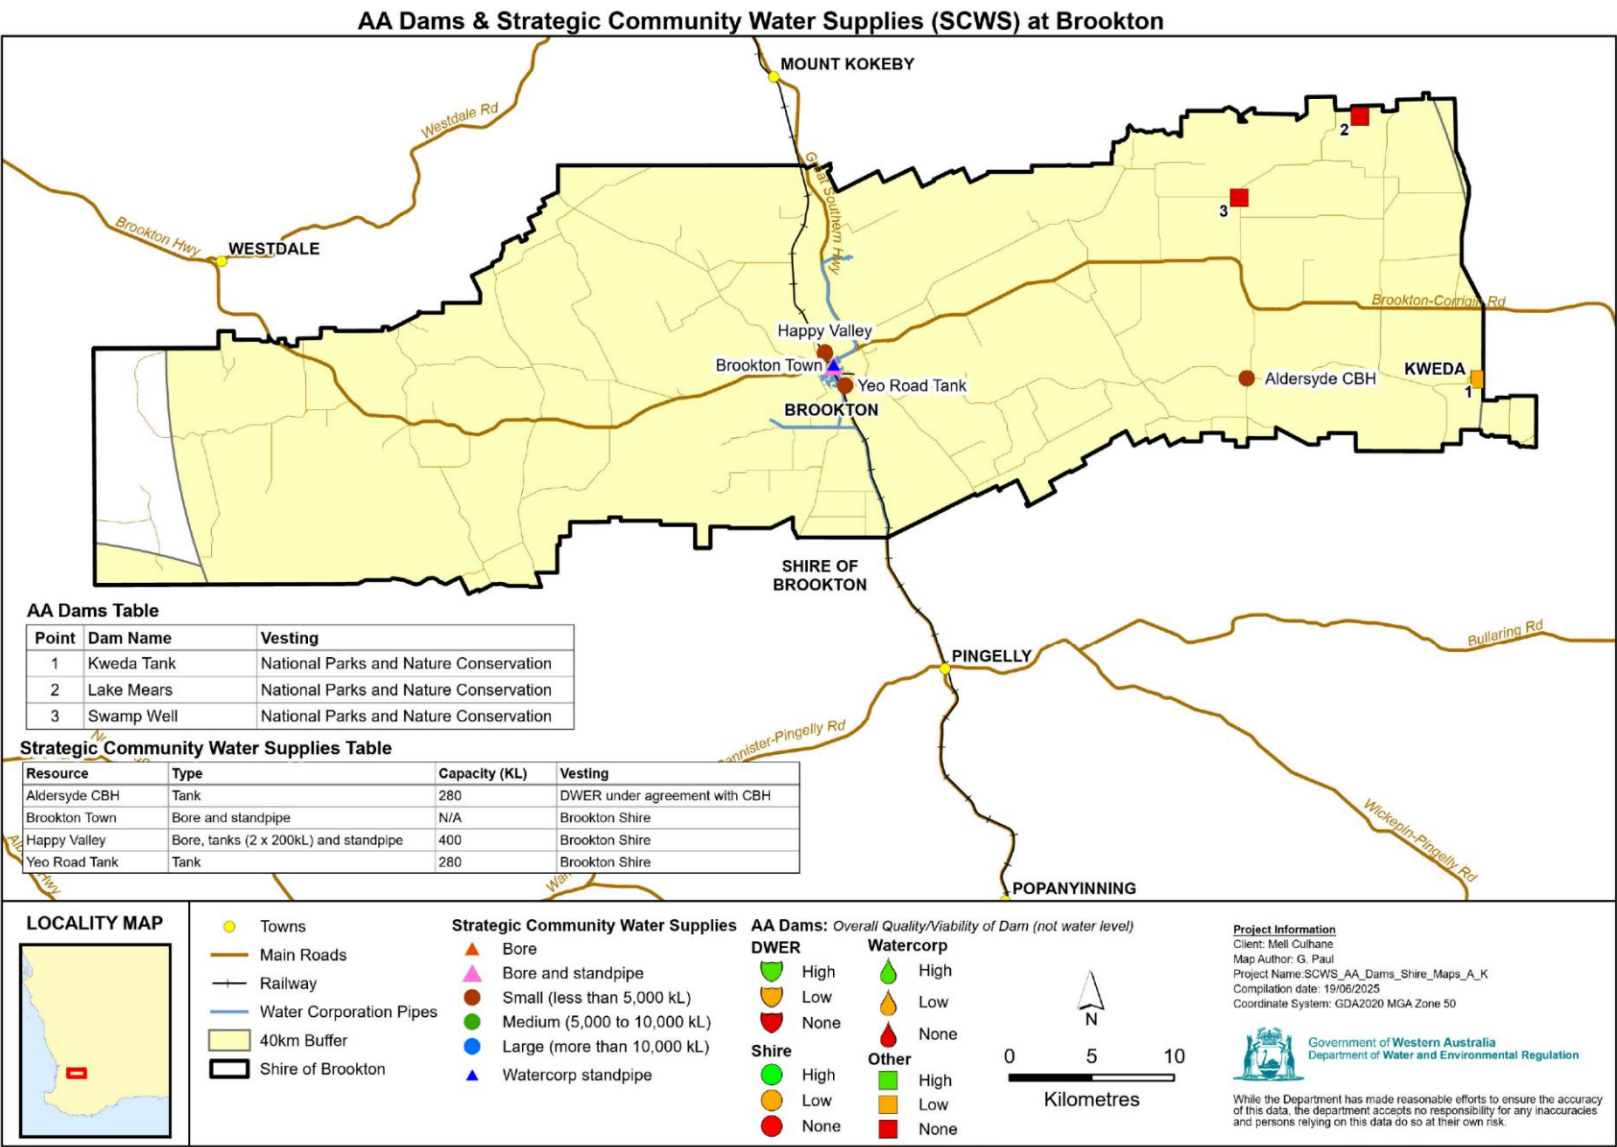 AA Dams & Strategic Community Water Supplies (SCWS) at Brookton
MOUNT KOKEBY
Westdale Rd
2
Great Southern Hwy
3
Brookton Hwy
WESTDALE
Brookton-Corrigin Rd
Happy Valley
Brookton Town
Yeo Road Tank
Aldersyde CBH
KWEDA
1
BROOKTON
SHIRE OF
BROOKTON
AA Dams Table
Point Dam Name Vesting
1 Kweda Tank National Parks and Nature Conservation
2 Lake Mears National Parks and Nature Conservation
3 Swamp Well National Parks and Nature Conservation
PINGELLY
Bullaring Rd
Strategic Community Water Supplies Table
Resource Type Capacity (KL) Vesting
Aldersyde CBH Tank 280 DWER under agreement with CBH
Brookton Town Bore and standpipe N/A Brookton Shire
Happy Valley Bore, tanks (2 x 200kL) and standpipe 400 Brookton Shire
Yeo Road Tank Tank 280 Brookton Shire
annister-Pingelly Rd
Wickepin-Pingelly Rd
Hwy
POPANYINNING
LOCALITY MAP
Towns
Main Roads
Railway
Water Corporation Pipes
40km Buffer
Shire of Brookton
Strategic Community Water Supplies
Bore
Bore and standpipe
Small (less than 5,000 kL)
Medium (5,000 to 10,000 kL)
Large (more than 10,000 kL)
Watercorp standpipe
AA Dams: Overall Quality/Viability of Dam (not water level)
DWER
High
Low
None
Watercorp
High
Low
None
Shire
High
Low
None
Other
High
Low
None
N
0 5 10
Kilometres
Project Information
Client: Mell Culhane
Map Author: G. Paul
Project Name:SCWS_AA_Dams_Shire_Maps_A_K
Compilation date: 19/06/2025
Coordinate System: GDA2020 MGA Zone 50
Government of Western Australia
Department of Water and Environmental Regulation
While the Department has made reasonable efforts to ensure the accuracy
of this data, the department accepts no responsibility for any inaccuracies
and persons relying on this data do so at their own risk.